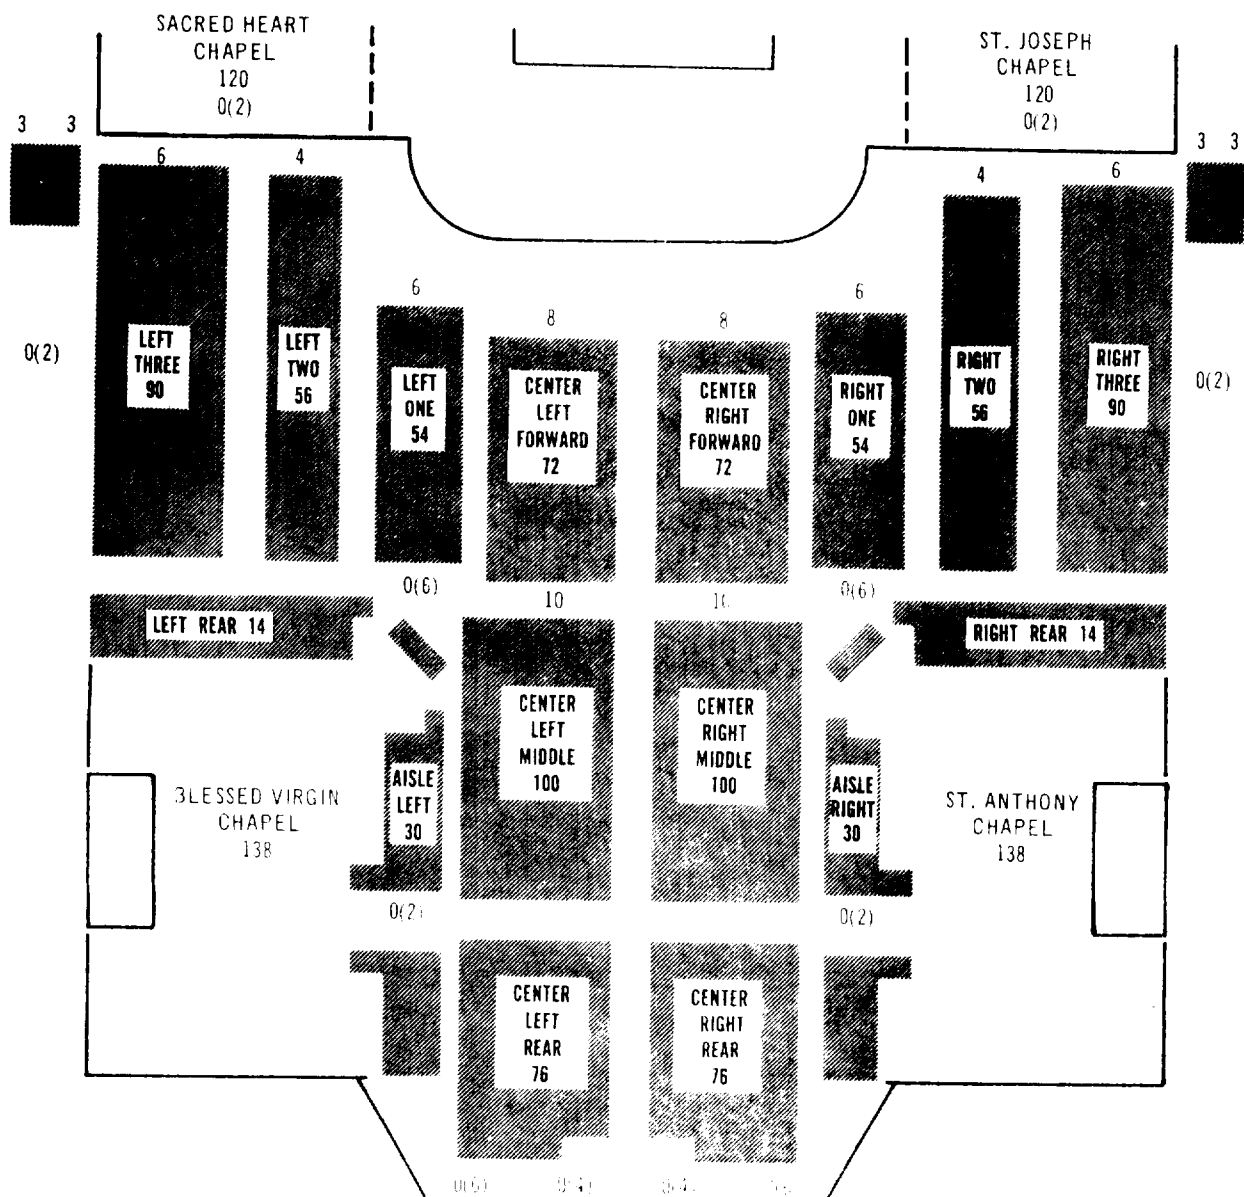 SACRED HEART
CHAPEL
120
0(2)
ST. JOSEPH
CHAPEL
120
0(2)
3 3
6
4
4
6
3 3
6
8
8
6
LEFT
THREE
90
LEFT
TWO
56
LEFT
ONE
54
CENTER
LEFT
FORWARD
72
CENTER
RIGHT
FORWARD
72
RIGHT
ONE
54
RIGHT
TWO
56
RIGHT
THREE
90
0(2)
0(2)
0(6)
10
0(6)
LEFT REAR 14
RIGHT REAR 14
CENTER
LEFT
MIDDLE
100
CENTER
RIGHT
MIDDLE
100
BLESSED VIRGIN
CHAPEL
138
AISLE
LEFT
30
AISLE
RIGHT
30
ST. ANTHONY
CHAPEL
138
0(2)
0(2)
CENTER
LEFT
REAR
76
CENTER
RIGHT
REAR
76
0(6)
0(4)